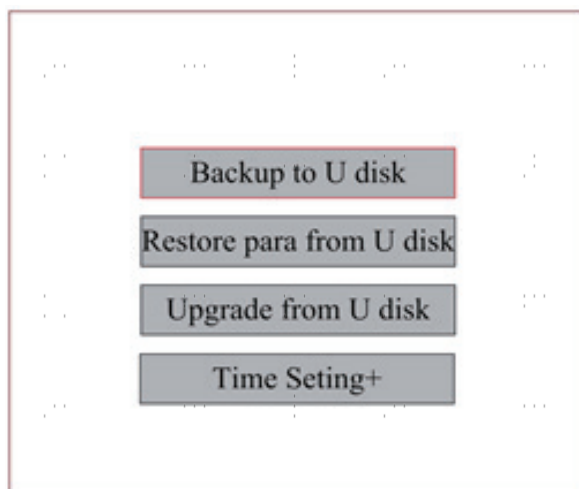 Backup to U disk
Restore para from U disk
Upgrade from U disk
Time Seting+